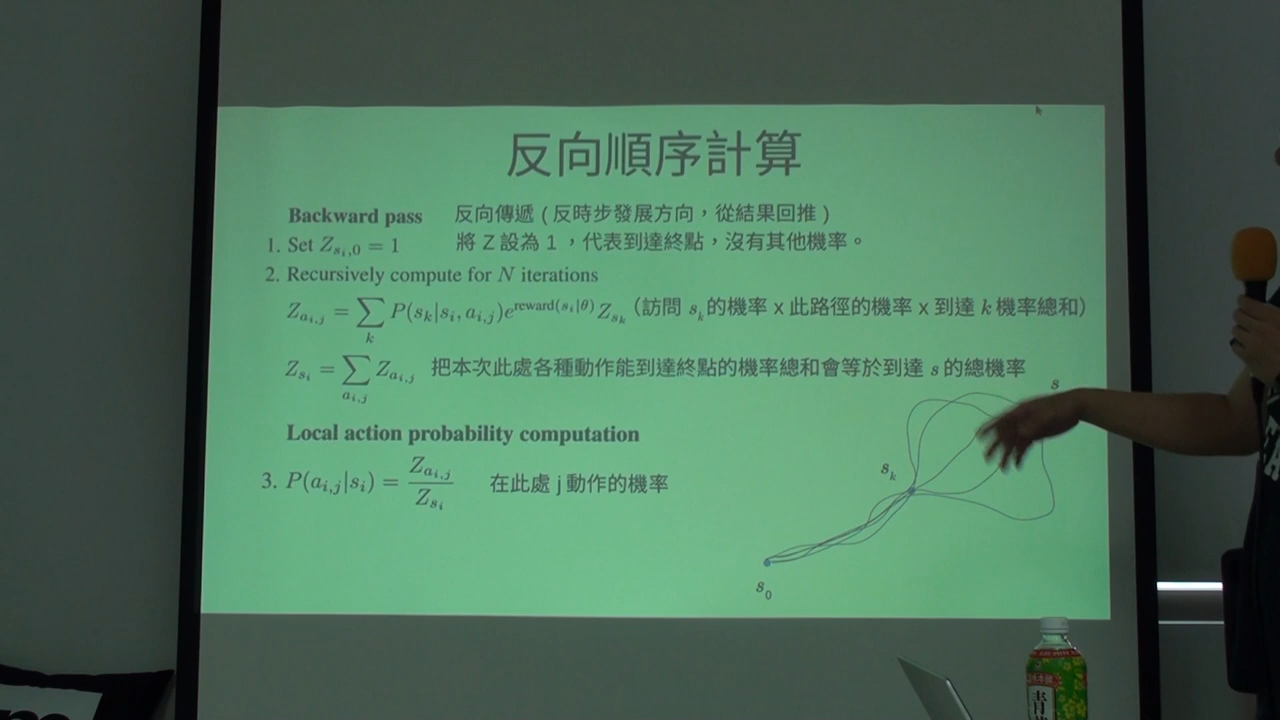 反向順序計算
Backward pass 反向傳遞 ( 反時步發展方向，從結果回推 )
1. Set $Z_{s_i,0} = 1$ 將 Z 設為 1 ，代表到達終點，沒有其他機率。
2. Recursively compute for $N$ iterations
$Z_{a_{i,j}} = \sum_k P(s_k|s_i, a_{i,j}) e^{\text{reward}(s_i|\theta)} Z_{s_k}$ (訪問 $s_k$ 的機率 x 此路徑的機率 x 到達 $k$ 機率總和)
$Z_{s_i} = \sum_{a_{i,j}} Z_{a_{i,j}}$ 把本次此處各種動作能到達終點的機率總和會等於到達 $s$ 的總機率
Local action probability computation
3. $P(a_{i,j}|s_i) = \frac{Z_{a_{i,j}}}{Z_{s_i}}$ 在此處 j 動作的機率
s
$s_k$
$s_0$